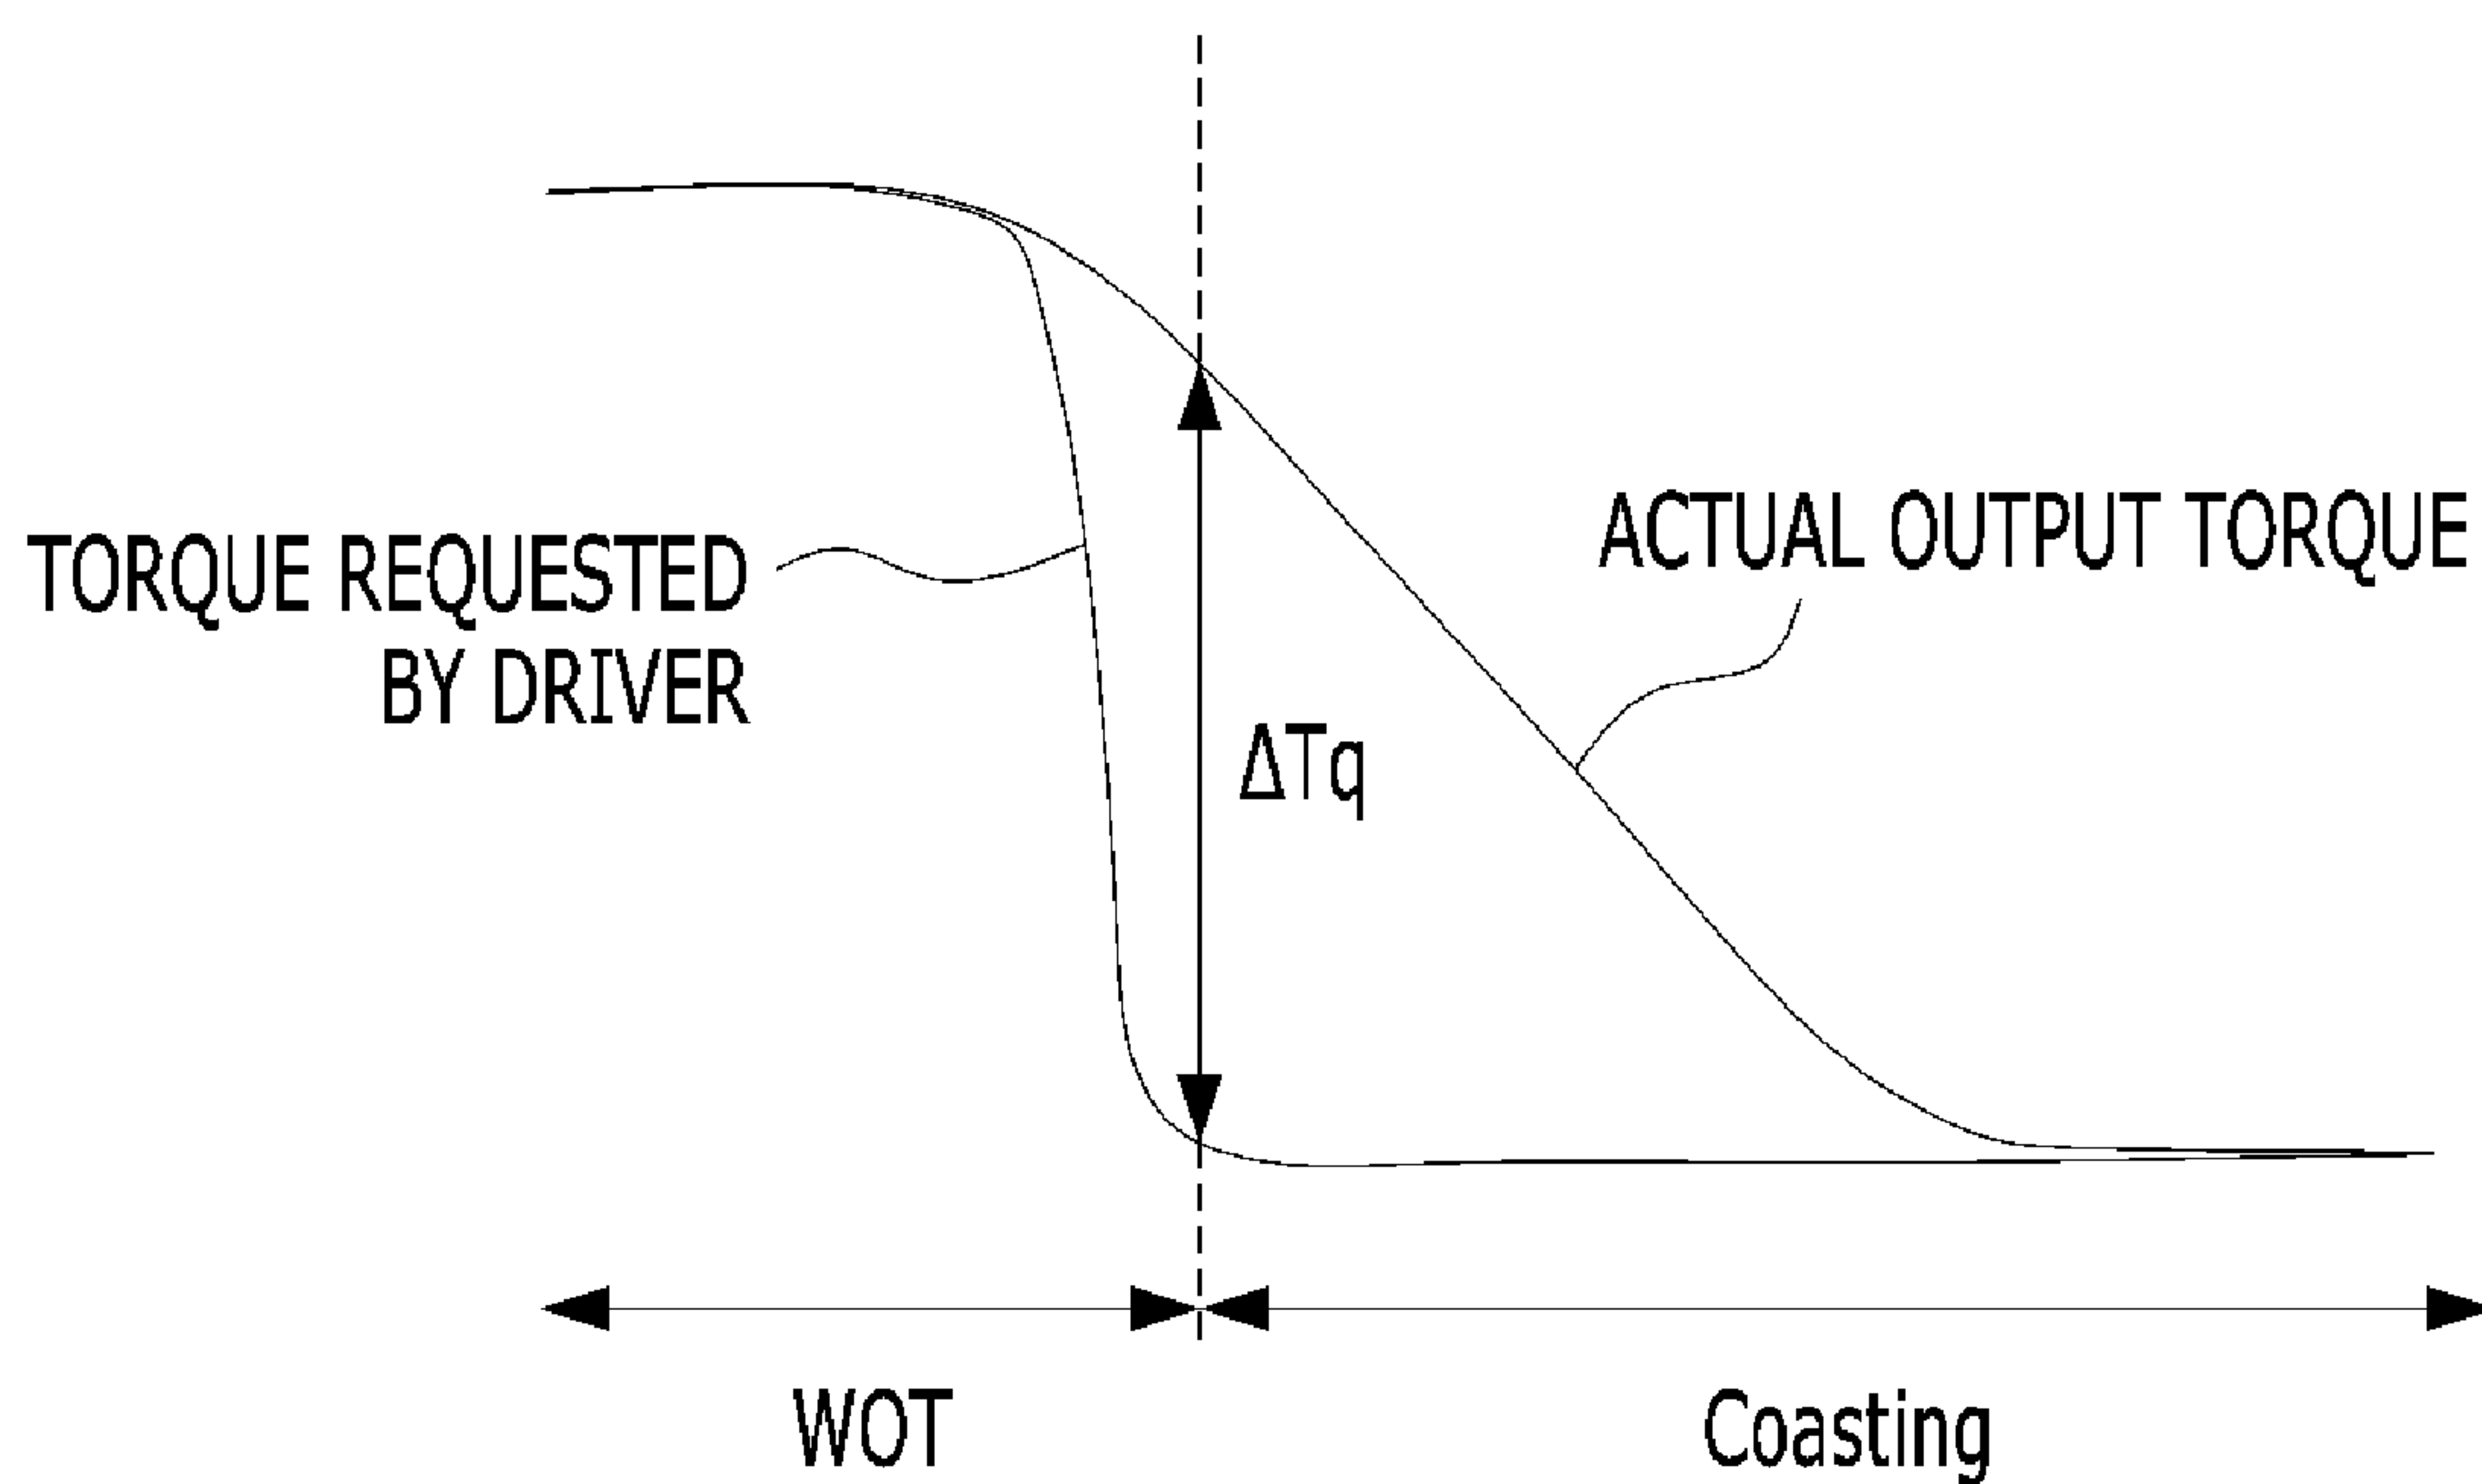 TORQUE REQUESTED
BY DRIVER
ACTUAL OUTPUT TORQUE
ΔTq
WOT
Coasting